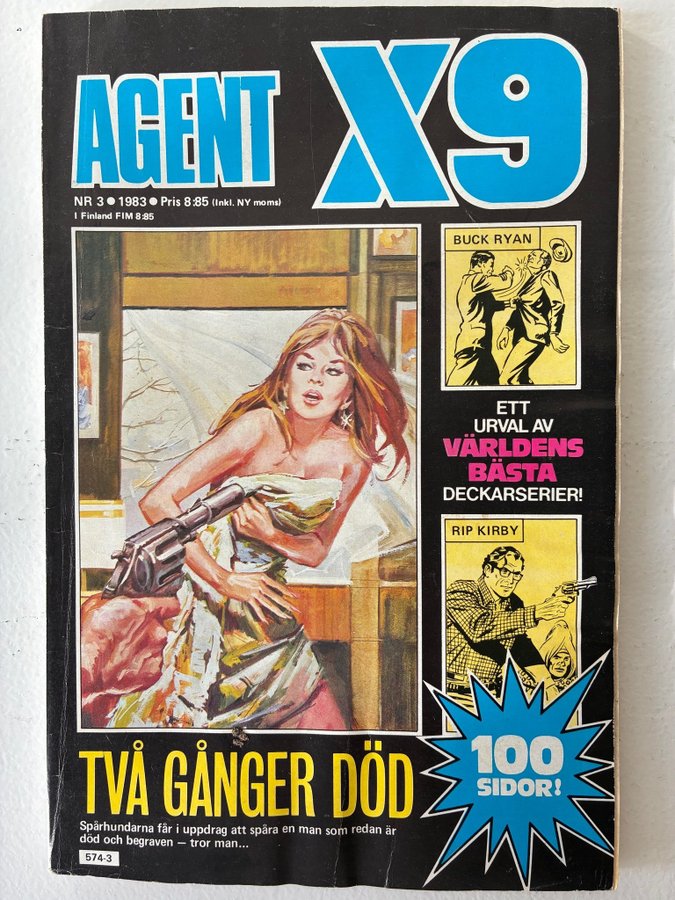 AGENT X9
NR 3 ● 1983 ● Pris 8:85 (Inkl. NY moms)
I Finland FIM 8:85
BUCK RYAN
ETT
URVAL AV
VÄRLDENS
BÄSTA
DECKARSERIER!
RIP KIRBY
100
SIDOR!
TVÅ GÅNGER DÖD
Spårhundarna får i uppdrag att spåra en man som redan är
död och begraven — tror man...
574-3